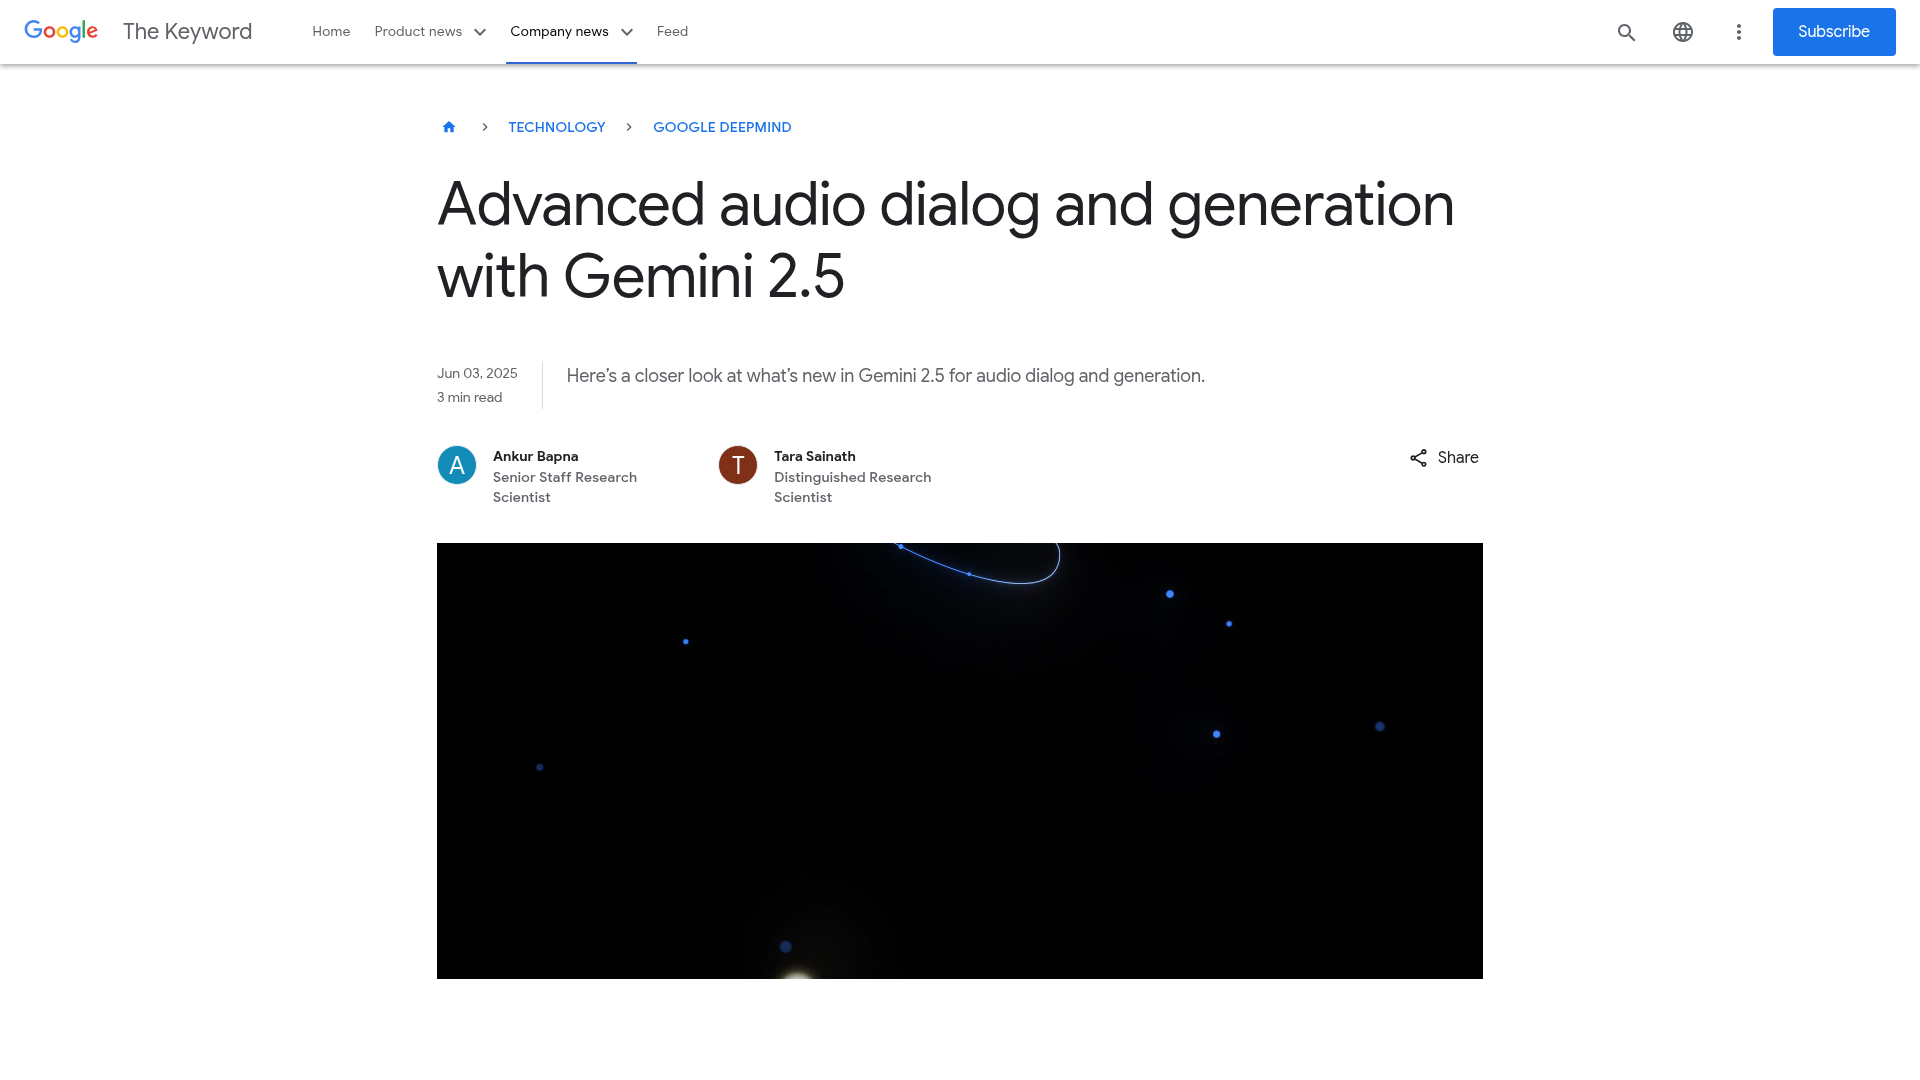 Google The Keyword Home Product news Company news Feed Subscribe
TECHNOLOGY GOOGLE DEEPMIND
Advanced audio dialog and generation
with Gemini 2.5
Jun 03, 2025
3 min read
Here’s a closer look at what’s new in Gemini 2.5 for audio dialog and generation.
A
Ankur Bapna
Senior Staff Research
Scientist
T
Tara Sainath
Distinguished Research
Scientist
Share